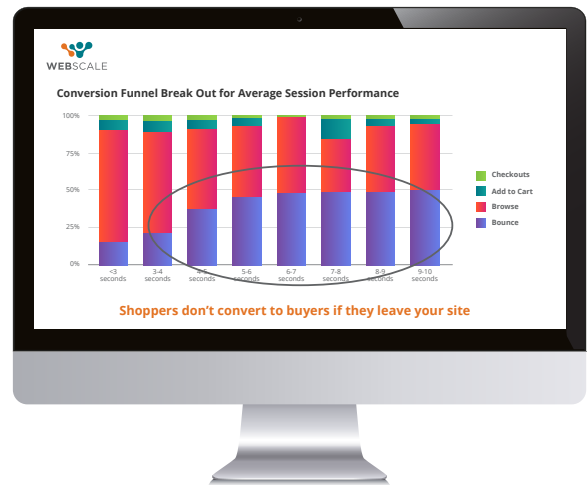 WEBSCALE
Conversion Funnel Break Out for Average Session Performance
100%
75%
50%
25%
0%
<3 seconds
3-4 seconds
4-5 seconds
5-6 seconds
6-7 seconds
7-8 seconds
8-9 seconds
9-10 seconds
Checkouts
Add to Cart
Browse
Bounce
Shoppers don't convert to buyers if they leave your site